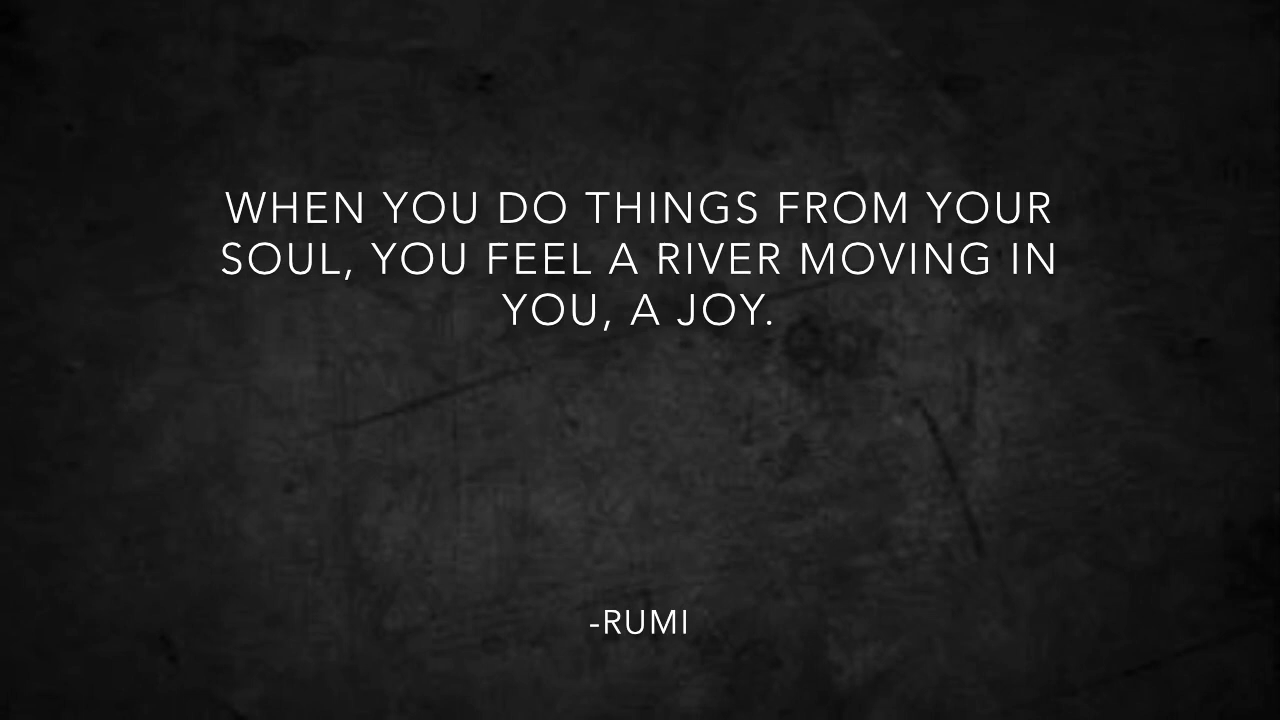 WHEN YOU DO THINGS FROM YOUR
SOUL, YOU FEEL A RIVER MOVING IN
YOU, A JOY.
-RUMI